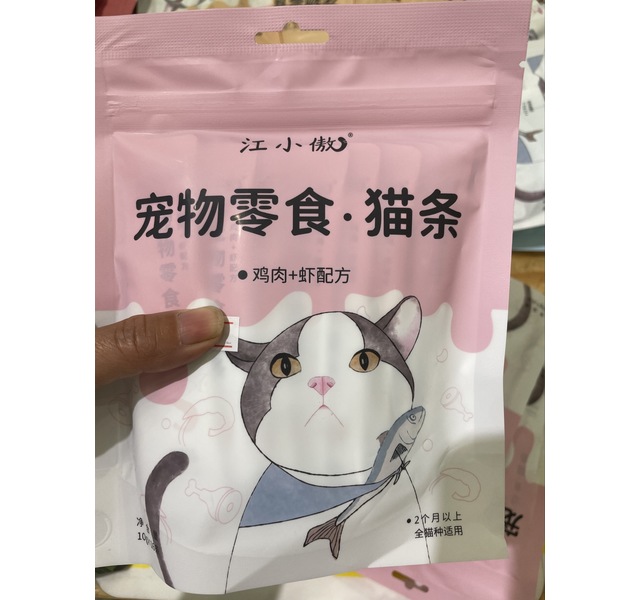 江小傲®
宠物零食·猫条
●鸡肉+虾配方
●2个月以上
全猫种适用